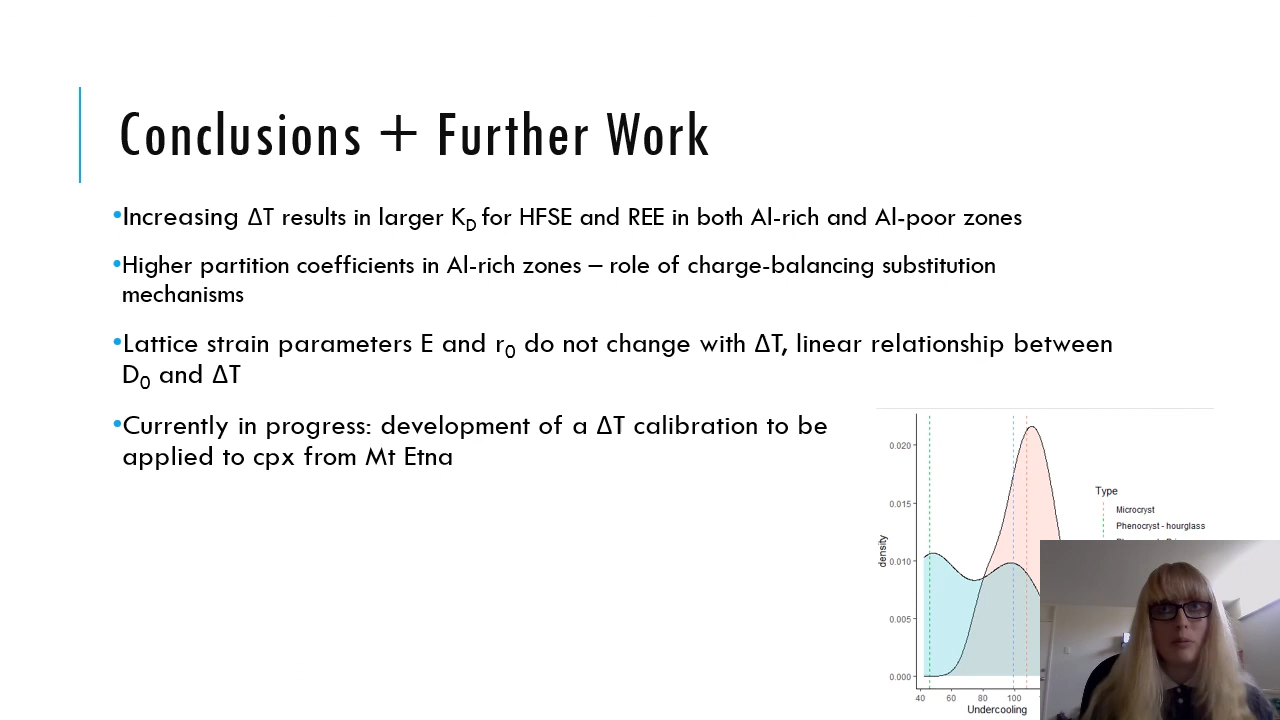 Conclusions + Further Work
•Increasing ΔT results in larger KD for HFSE and REE in both Al-rich and Al-poor zones
•Higher partition coefficients in Al-rich zones – role of charge-balancing substitution
mechanisms
•Lattice strain parameters E and r0 do not change with ΔT, linear relationship between
D0 and ΔT
•Currently in progress: development of a ΔT calibration to be
applied to cpx from Mt Etna
0.020
0.015
0.010
0.005
0.000
density
40 60 80 100
Undercooling
Type
Microcryst
Phenocryst - hourglass